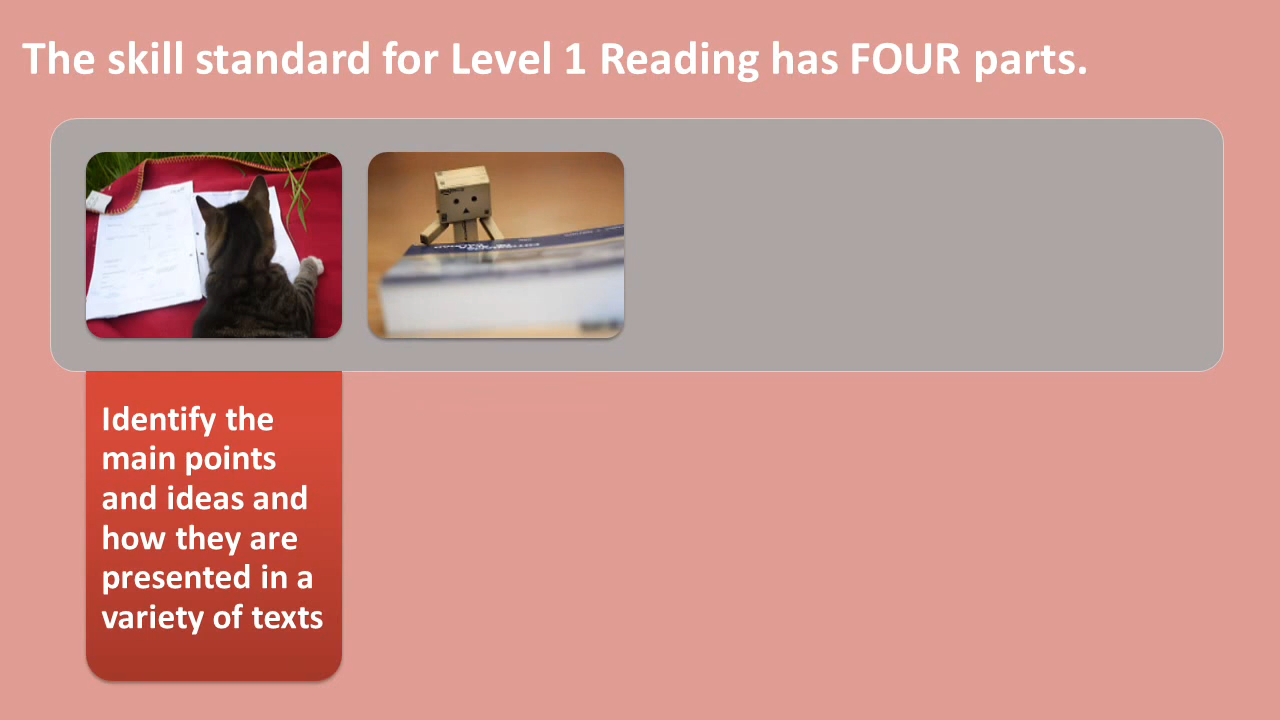 The skill standard for Level 1 Reading has FOUR parts.
Identify the
main points
and ideas and
how they are
presented in a
variety of texts